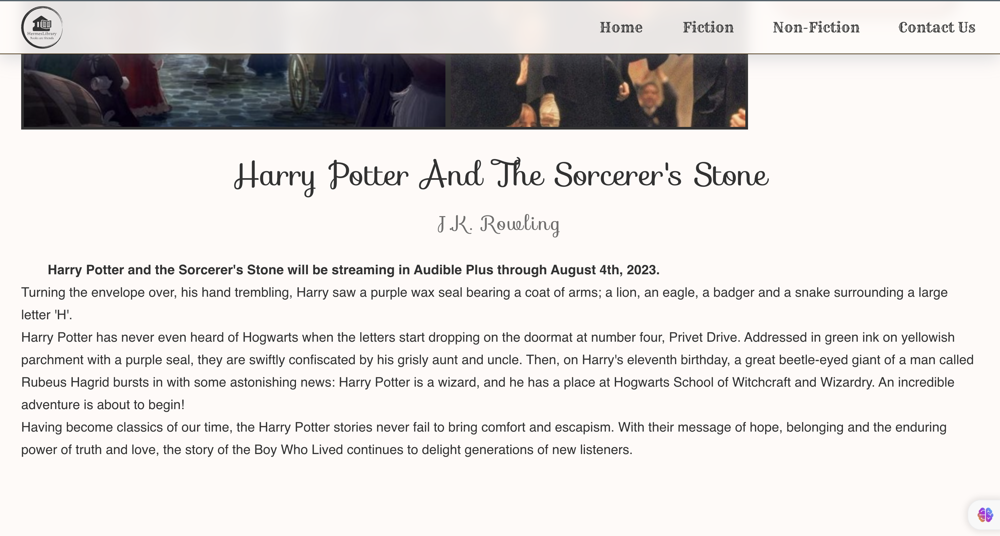 HermesLibrary
Books are friends
Home Fiction Non-Fiction Contact Us
Harry Potter And The Sorcerer's Stone
J.K. Rowling
Harry Potter and the Sorcerer's Stone will be streaming in Audible Plus through August 4th, 2023.
Turning the envelope over, his hand trembling, Harry saw a purple wax seal bearing a coat of arms; a lion, an eagle, a badger and a snake surrounding a large
letter 'H'.
Harry Potter has never even heard of Hogwarts when the letters start dropping on the doormat at number four, Privet Drive. Addressed in green ink on yellowish
parchment with a purple seal, they are swiftly confiscated by his grisly aunt and uncle. Then, on Harry's eleventh birthday, a great beetle-eyed giant of a man called
Rubeus Hagrid bursts in with some astonishing news: Harry Potter is a wizard, and he has a place at Hogwarts School of Witchcraft and Wizardry. An incredible
adventure is about to begin!
Having become classics of our time, the Harry Potter stories never fail to bring comfort and escapism. With their message of hope, belonging and the enduring
power of truth and love, the story of the Boy Who Lived continues to delight generations of new listeners.